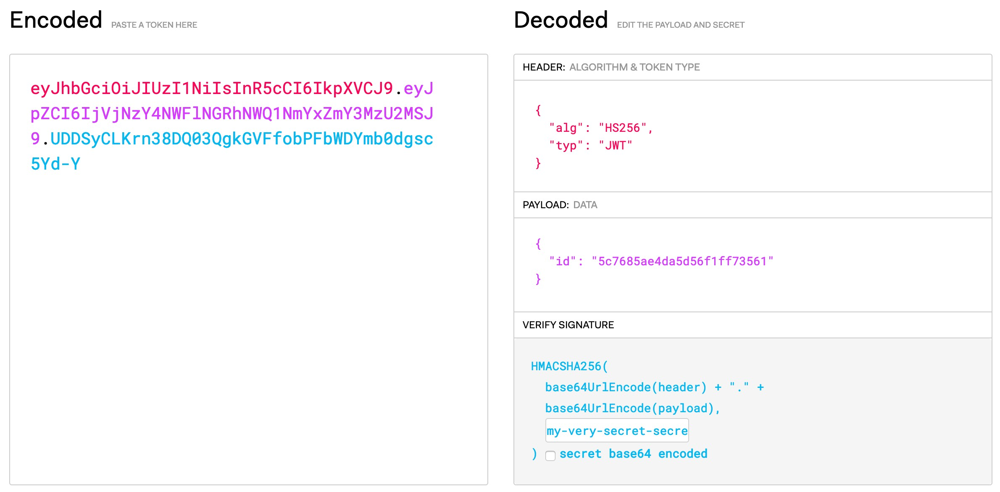 Encoded PASTE A TOKEN HERE
eyJhbGciOiJIUzI1NiIsInR5cCI6IkpXVCJ9.eyJ
pZCI6IjVjNzY4NWFlNGRhNWQ1NmYxZmY3MzU2MSJ
9.UDDSyCLKrn38DQ03QgkGVFfobPFbWDYmb0dgsc
5Yd-Y
Decoded EDIT THE PAYLOAD AND SECRET
HEADER: ALGORITHM & TOKEN TYPE
{
"alg": "HS256",
"typ": "JWT"
}
PAYLOAD: DATA
{
"id": "5c7685ae4da5d56f1ff73561"
}
VERIFY SIGNATURE
HMACSHA256(
base64UrlEncode(header) + "." +
base64UrlEncode(payload),
my-very-secret-secre
) secret base64 encoded